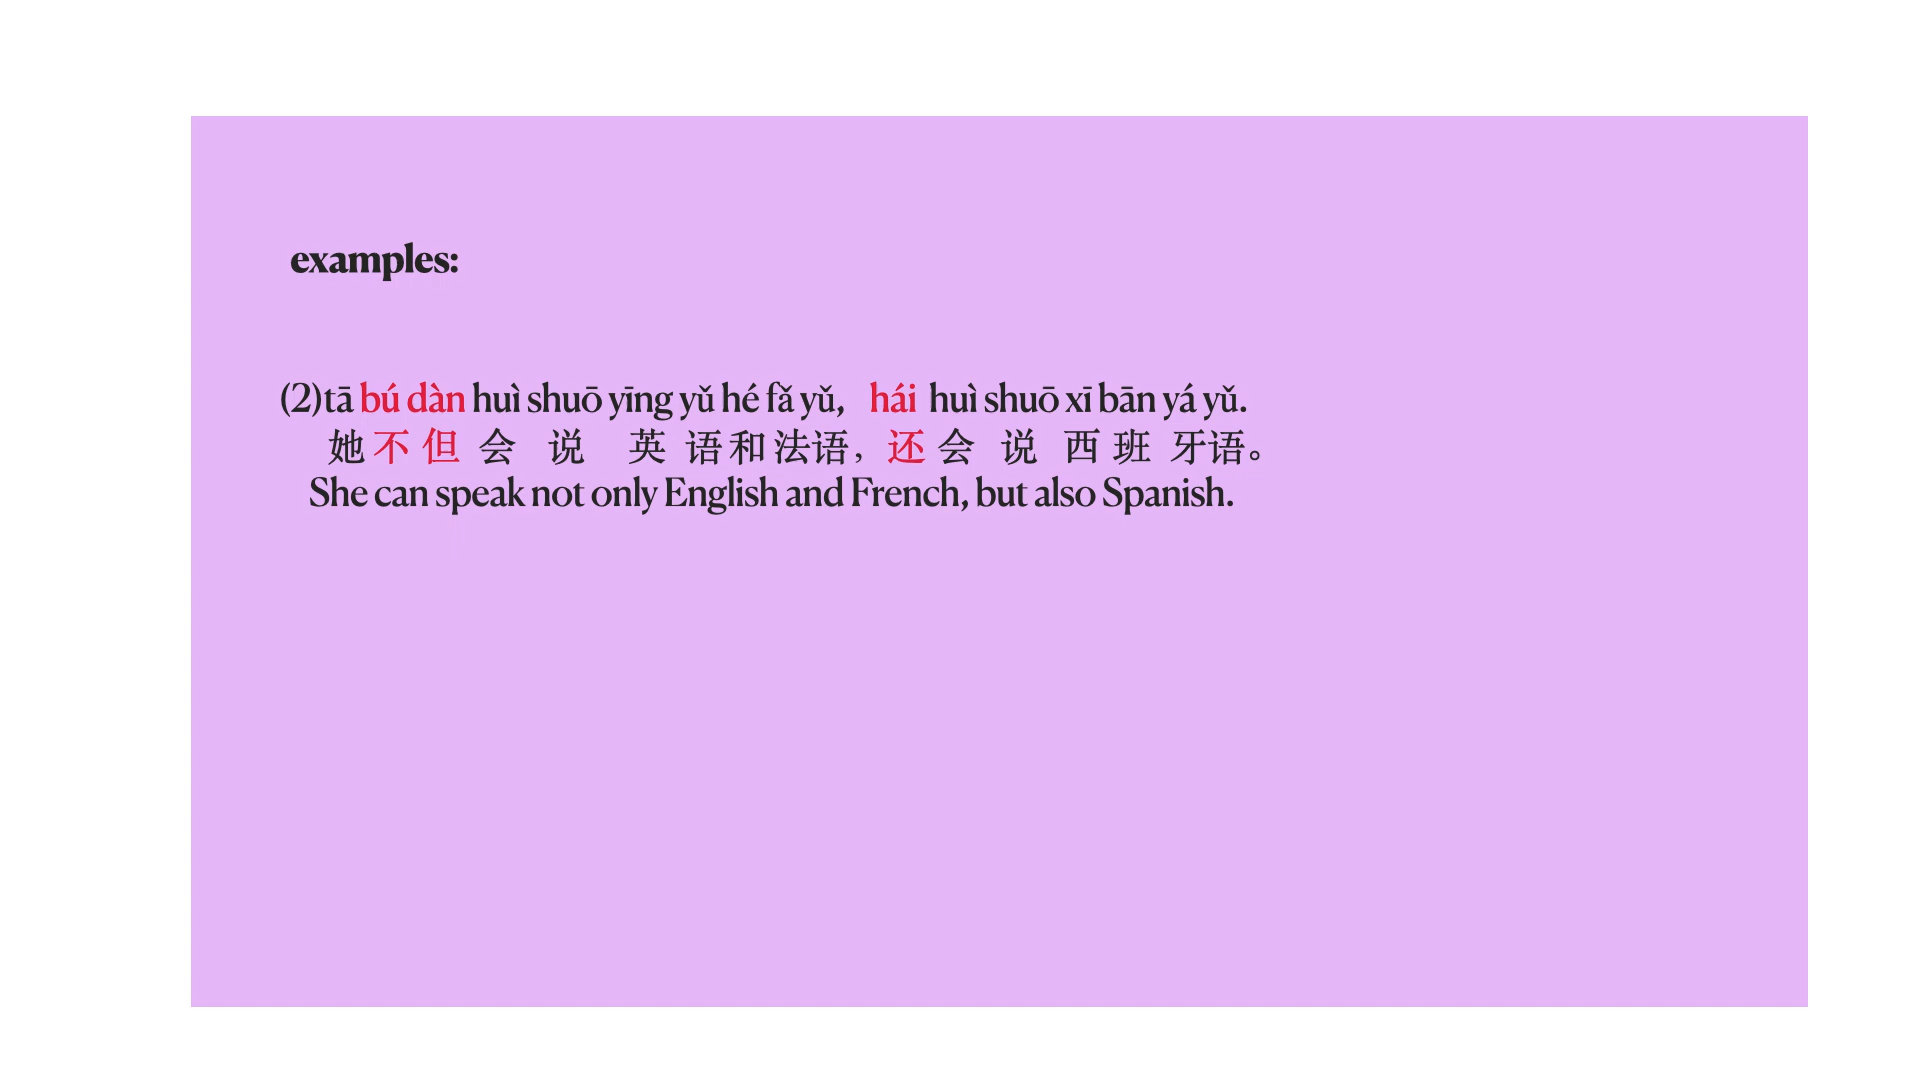 examples:
(2)tā bú dàn huì shuō yīng yǔ hé fǎ yǔ, hái huì shuō xī bān yá yǔ.
她 不 但 会 说 英 语 和 法 语，还 会 说 西 班 牙 语。
She can speak not only English and French, but also Spanish.